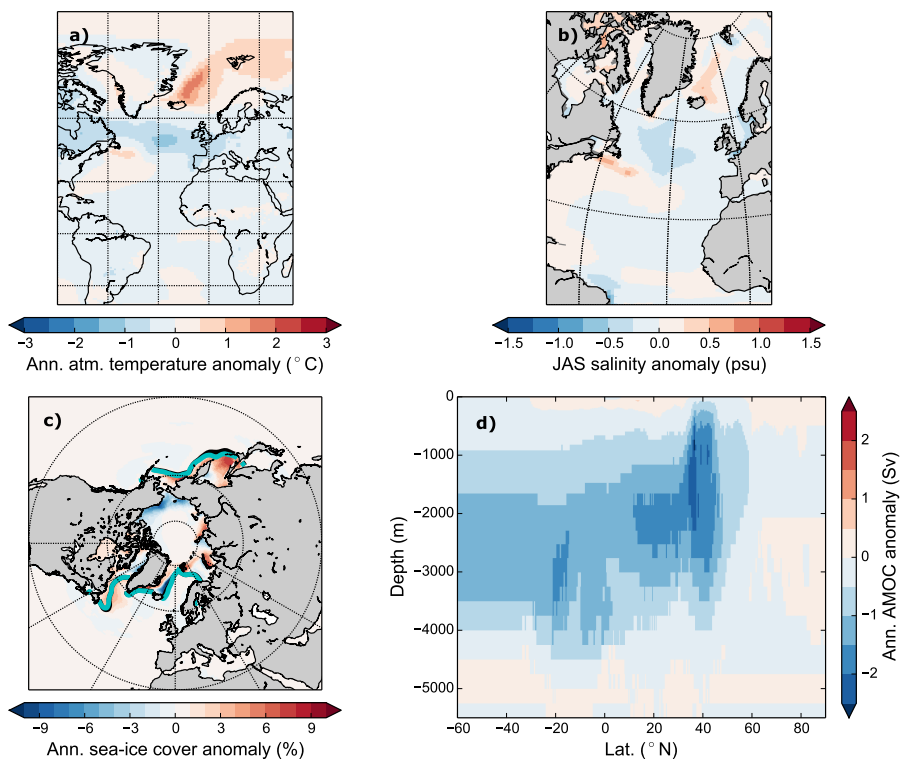 a)
−3 −2 −1 0 1 2 3
Ann. atm. temperature anomaly (°C)
b)
−1.5 −1.0 −0.5 0.0 0.5 1.0 1.5
JAS salinity anomaly (psu)
c)
−9 −6 −3 0 3 6 9
Ann. sea-ice cover anomaly (%)
d)
0
−1000
−2000
−3000
−4000
−5000
Depth (m)
−60 −40 −20 0 20 40 60 80
Lat. (°N)
2
1
0
−1
−2
Ann. AMOC anomaly (Sv)